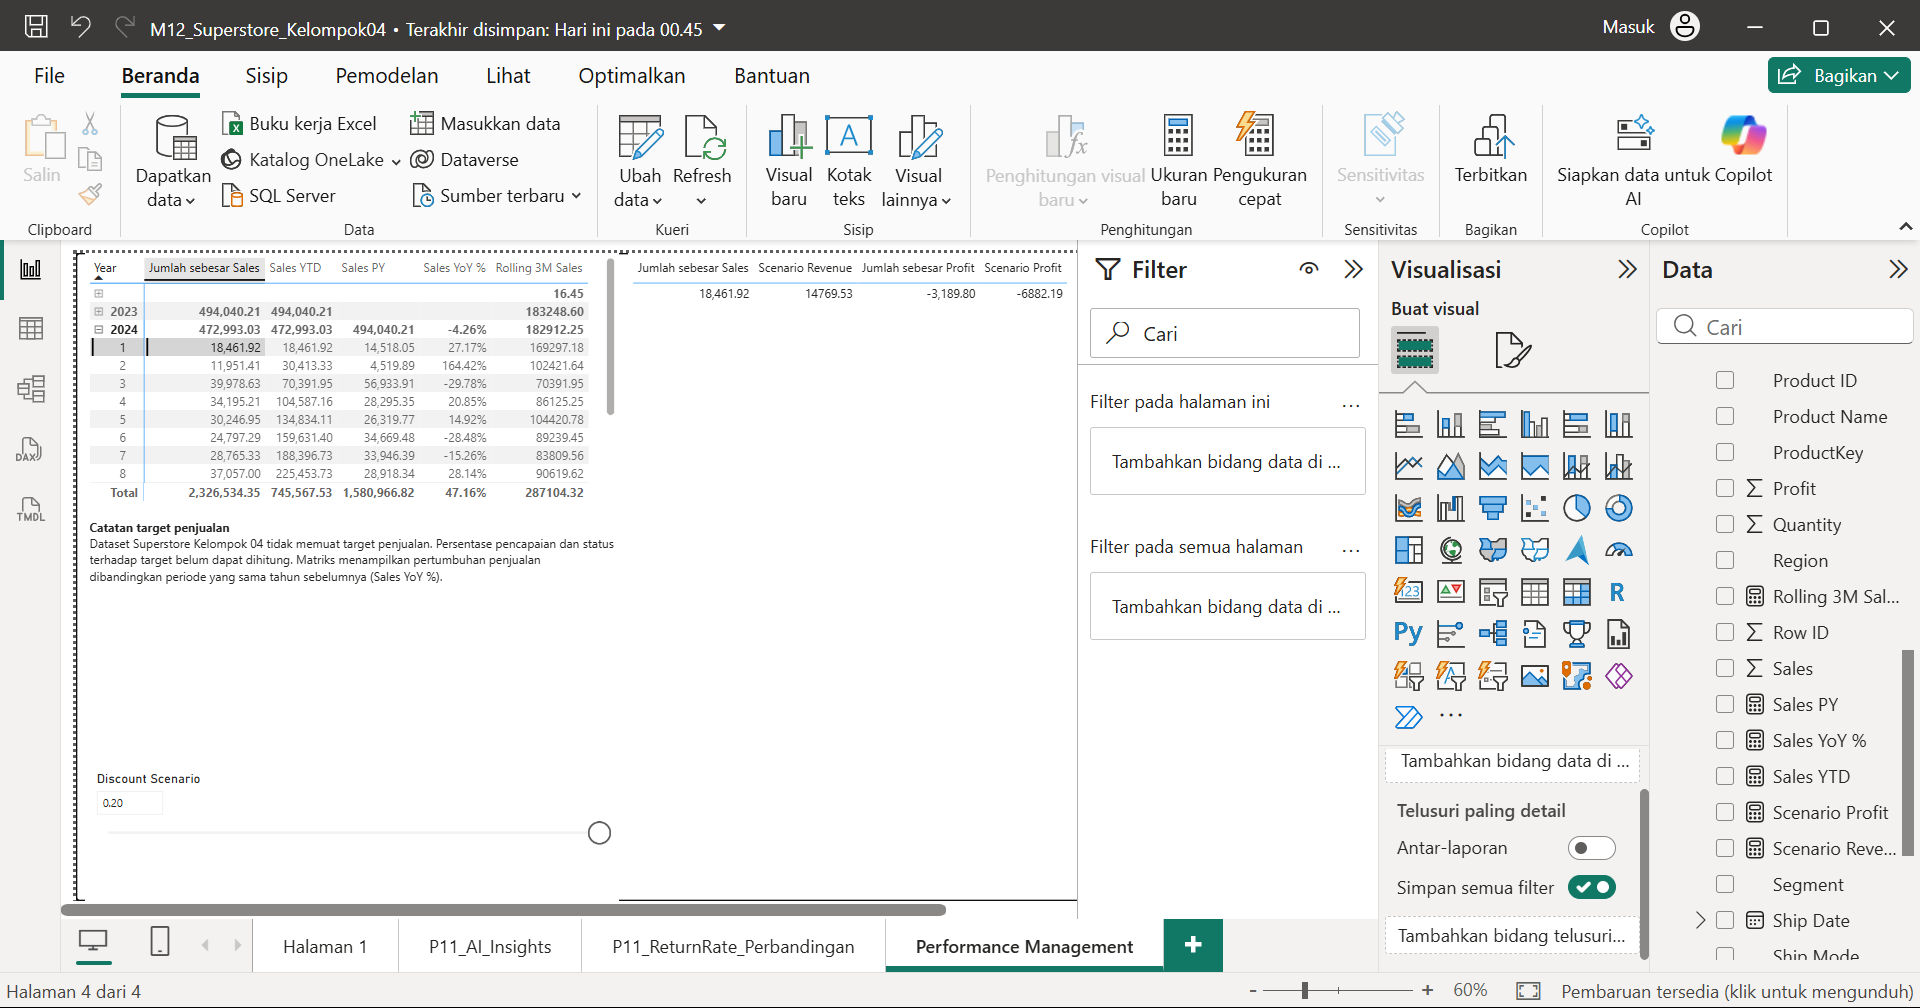 M12_Superstore_Kelompok04 • Terakhir disimpan: Hari ini pada 00.45
Masuk
File
Beranda
Sisip
Pemodelan
Lihat
Optimalkan
Bantuan
Bagikan
Salin
Clipboard
Dapatkan data
Buku kerja Excel
Katalog OneLake
SQL Server
Masukkan data
Dataverse
Sumber terbaru
Data
Ubah data
Refresh
Kueri
Visual baru
Kotak teks
Visual lainnya
Sisip
Penghitungan visual baru
Ukuran baru
Pengukuran cepat
Penghitungan
Sensitivitas
Sensitivitas
Terbitkan
Bagikan
Siapkan data untuk AI
Copilot
Copilot
Year Jumlah sebesar Sales Sales YTD Sales PY Sales YoY % Rolling 3M Sales
16.45
2023 494,040.21 494,040.21 183248.60
2024 472,993.03 472,993.03 494,040.21 -4.26% 182912.25
1 18,461.92 18,461.92 14,518.05 27.17% 169297.18
2 11,951.41 30,413.33 4,519.89 164.42% 102421.64
3 39,978.63 70,391.95 56,933.91 -29.78% 70391.95
4 34,195.21 104,587.16 28,295.35 20.85% 86125.25
5 30,246.95 134,834.11 26,319.77 14.92% 104420.78
6 24,797.29 159,631.40 34,669.48 -28.48% 89239.45
7 28,765.33 188,396.73 33,946.39 -15.26% 83809.56
8 37,057.00 225,453.73 28,918.34 28.14% 90619.62
Total 2,326,534.35 745,567.53 1,580,966.82 47.16% 287104.32
Jumlah sebesar Sales Scenario Revenue Jumlah sebesar Profit Scenario Profit
18,461.92 14769.53 -3,189.80 -6882.19
Catatan target penjualan
Dataset Superstore Kelompok 04 tidak memuat target penjualan. Persentase pencapaian dan status
terhadap target belum dapat dihitung. Matriks menampilkan pertumbuhan penjualan
dibandingkan periode yang sama tahun sebelumnya (Sales YoY %).
Discount Scenario
0.20
Filter
Cari
Filter pada halaman ini ...
Tambahkan bidang data di ...
Filter pada semua halaman ...
Tambahkan bidang data di ...
Visualisasi
Buat visual
123
R
Py
...
Tambahkan bidang data di ...
Telusuri paling detail
Antar-laporan
Simpan semua filter
Tambahkan bidang telusuri...
Data
Cari
Product ID
Product Name
ProductKey
Profit
Quantity
Region
Rolling 3M Sal...
Row ID
Sales
Sales PY
Sales YoY %
Sales YTD
Scenario Profit
Scenario Reve...
Segment
Ship Date
Ship Mode
DAX
TMDL
Halaman 1
P11_AI_Insights
P11_ReturnRate_Perbandingan
Performance Management
+
Halaman 4 dari 4
- + 60%
Pembaruan tersedia (klik untuk mengunduh)